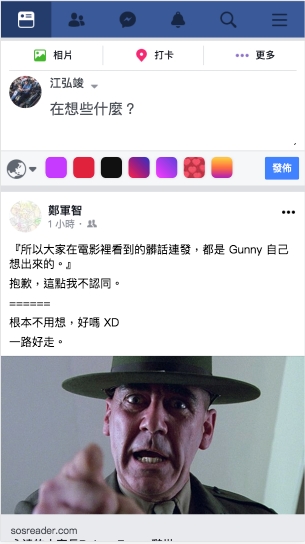 相片
打卡
更多
江弘竣
在想些什麼？
發佈
鄭軍智
1 小時 ·
『所以大家在電影裡看到的髒話連發，都是 Gunny 自己
想出來的。』
抱歉，這點我不認同。
======
根本不用想，好嗎 XD
一路好走。
sosreader.com